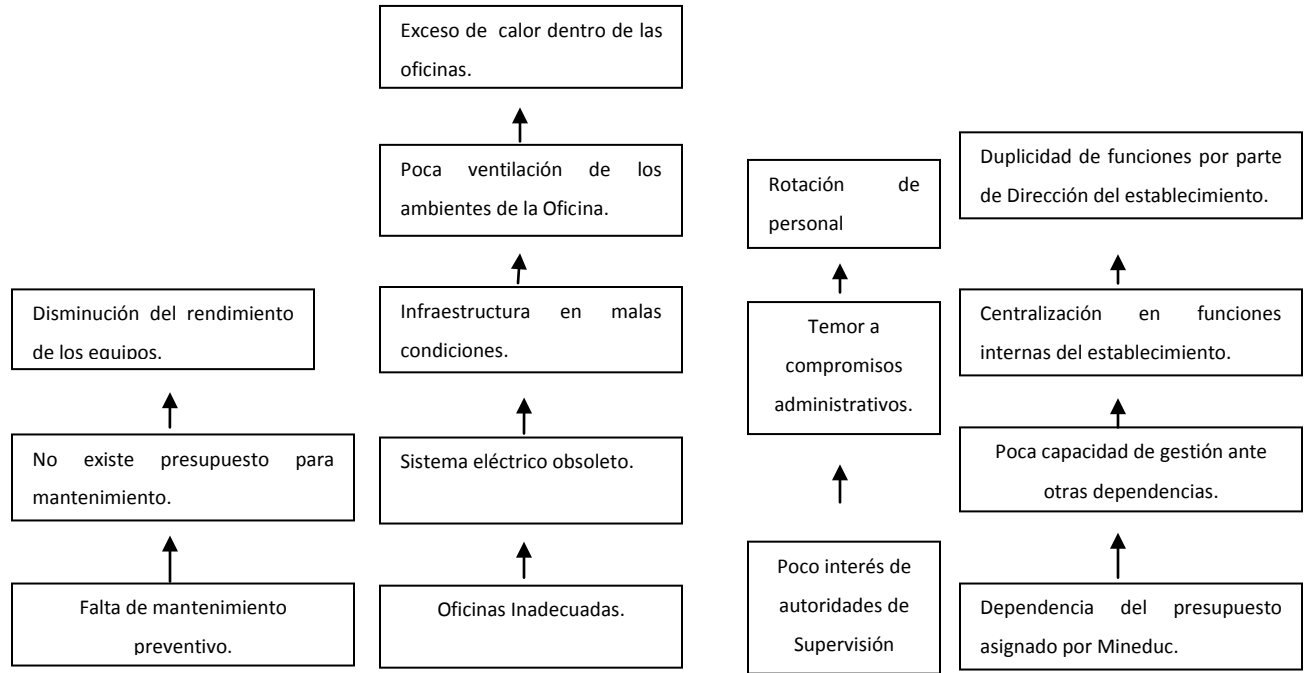 Disminución del rendimiento
de los equipos.
No existe presupuesto para
mantenimiento.
Falta de mantenimiento
preventivo.
Exceso de calor dentro de las
oficinas.
Poca ventilación de los
ambientes de la Oficina.
Infraestructura en malas
condiciones.
Sistema eléctrico obsoleto.
Oficinas Inadecuadas.
Rotación de
personal
Temor a
compromisos
administrativos.
Poco interés de
autoridades de
Supervisión
Duplicidad de funciones por parte
de Dirección del establecimiento.
Centralización en funciones
internas del establecimiento.
Poca capacidad de gestión ante
otras dependencias.
Dependencia del presupuesto
asignado por Mineduc.